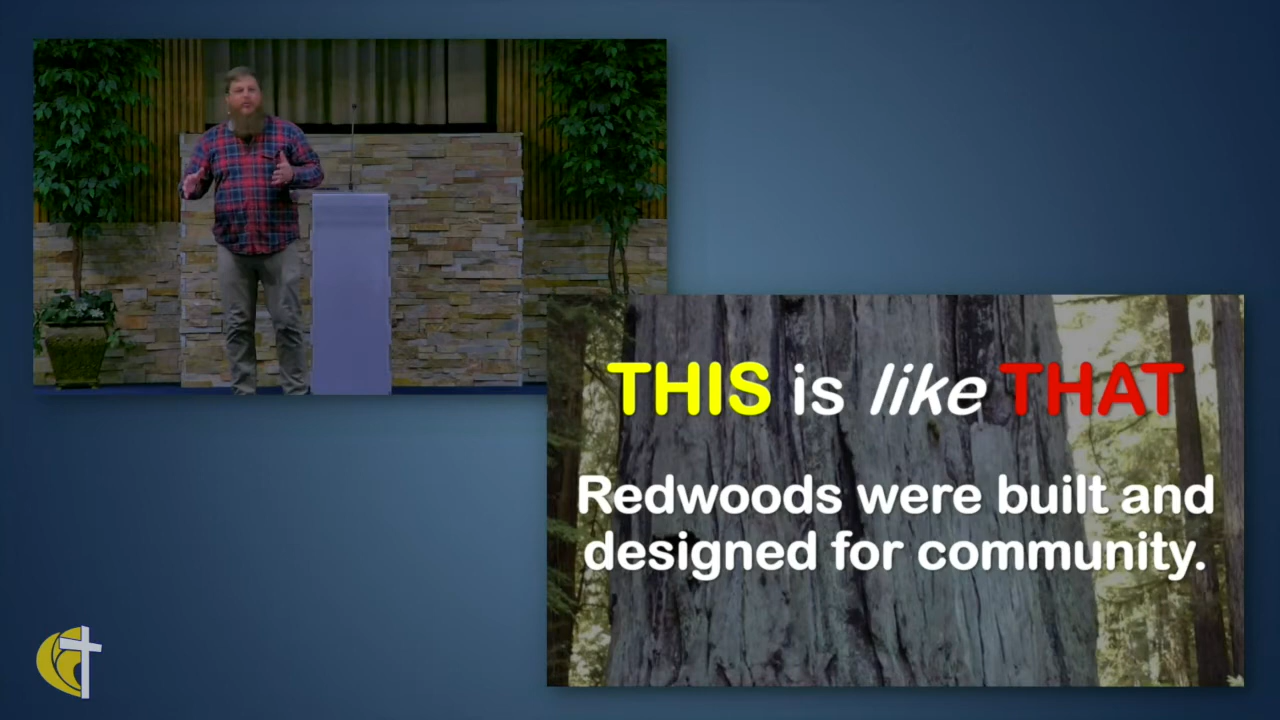 THIS is like THAT
Redwoods were built and
designed for community.